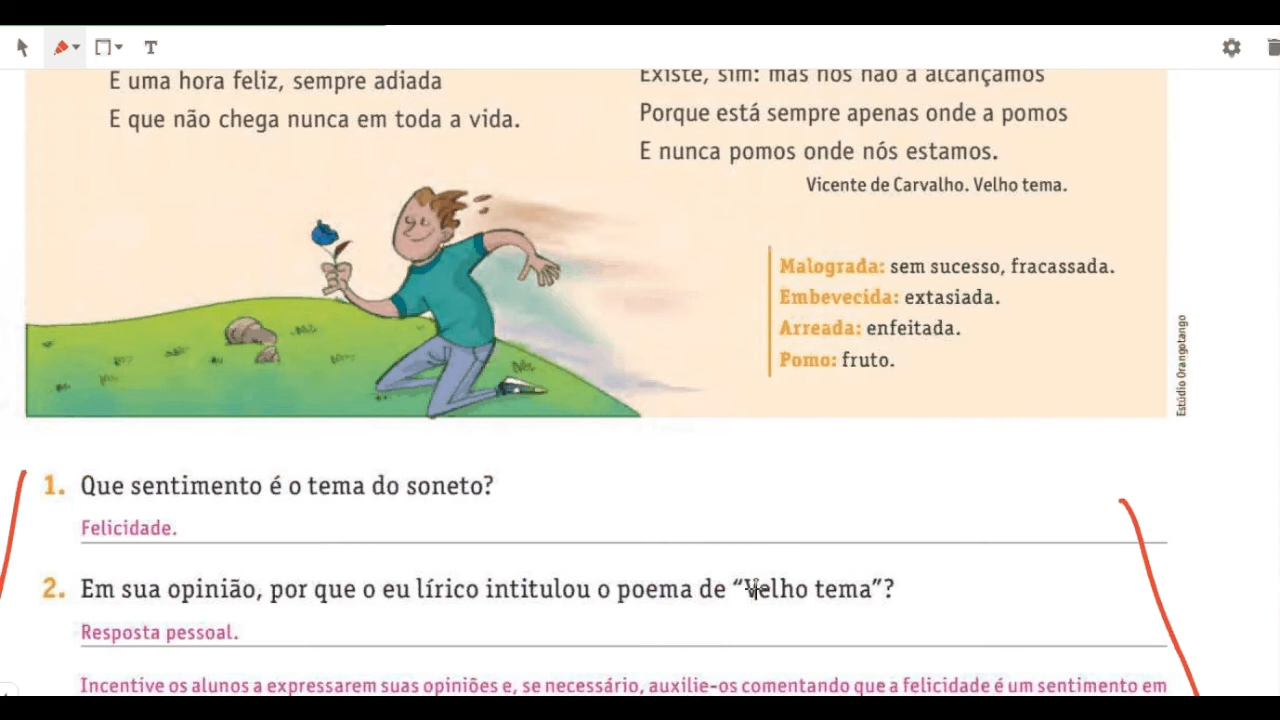 T
E uma hora feliz, sempre adiada
E que não chega nunca em toda a vida.
Existe, sim: mas nós não a alcançamos
Porque está sempre apenas onde a pomos
E nunca pomos onde nós estamos.
Vicente de Carvalho. Velho tema.
Malograda: sem sucesso, fracassada.
Embevecida: extasiada.
Arreada: enfeitada.
Pomo: fruto.
Estúdio Orangotango
1. Que sentimento é o tema do soneto?
Felicidade.
2. Em sua opinião, por que o eu lírico intitulou o poema de “Velho tema”?
Resposta pessoal.
Incentive os alunos a expressarem suas opiniões e, se necessário, auxilie-os comentando que a felicidade é um sentimento em